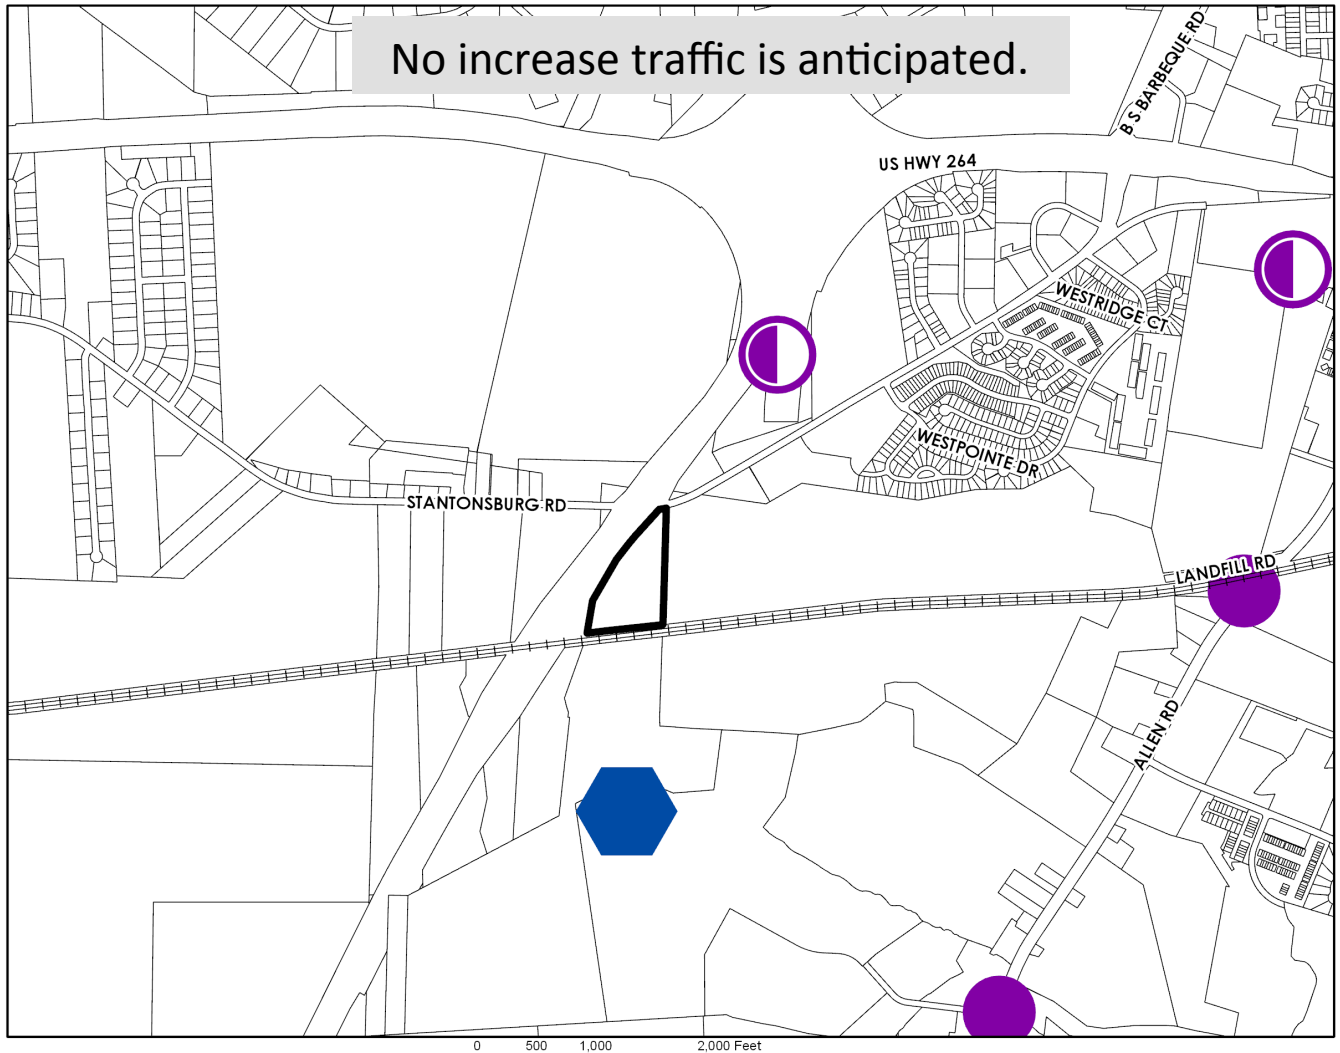 No increase traffic is anticipated.
B S BARBEQUE RD
US HWY 264
WESTRIDGE CT
WESTPOINTE DR
STANTONSBURG RD
LANDFILL RD
ALLEN RD
0 500 1,000 2,000 Feet